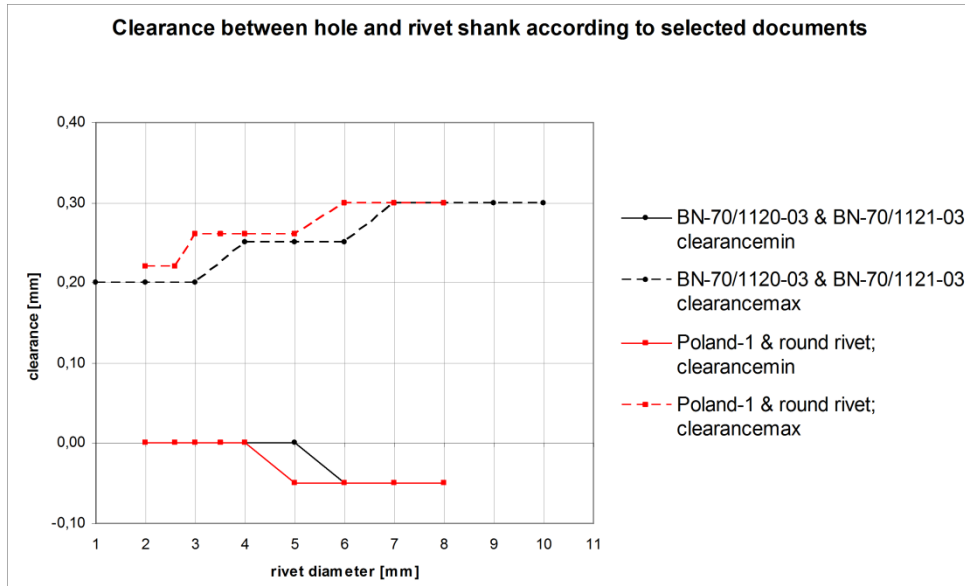 Clearance between hole and rivet shank according to selected documents
0,40
0,30
0,20
0,10
0,00
-0,10
clearance [mm]
1 2 3 4 5 6 7 8 9 10 11
rivet diameter [mm]
BN-70/1120-03 & BN-70/1121-03
clearancemin
BN-70/1120-03 & BN-70/1121-03
clearancemax
Poland-1 & round rivet;
clearancemin
Poland-1 & round rivet;
clearancemax